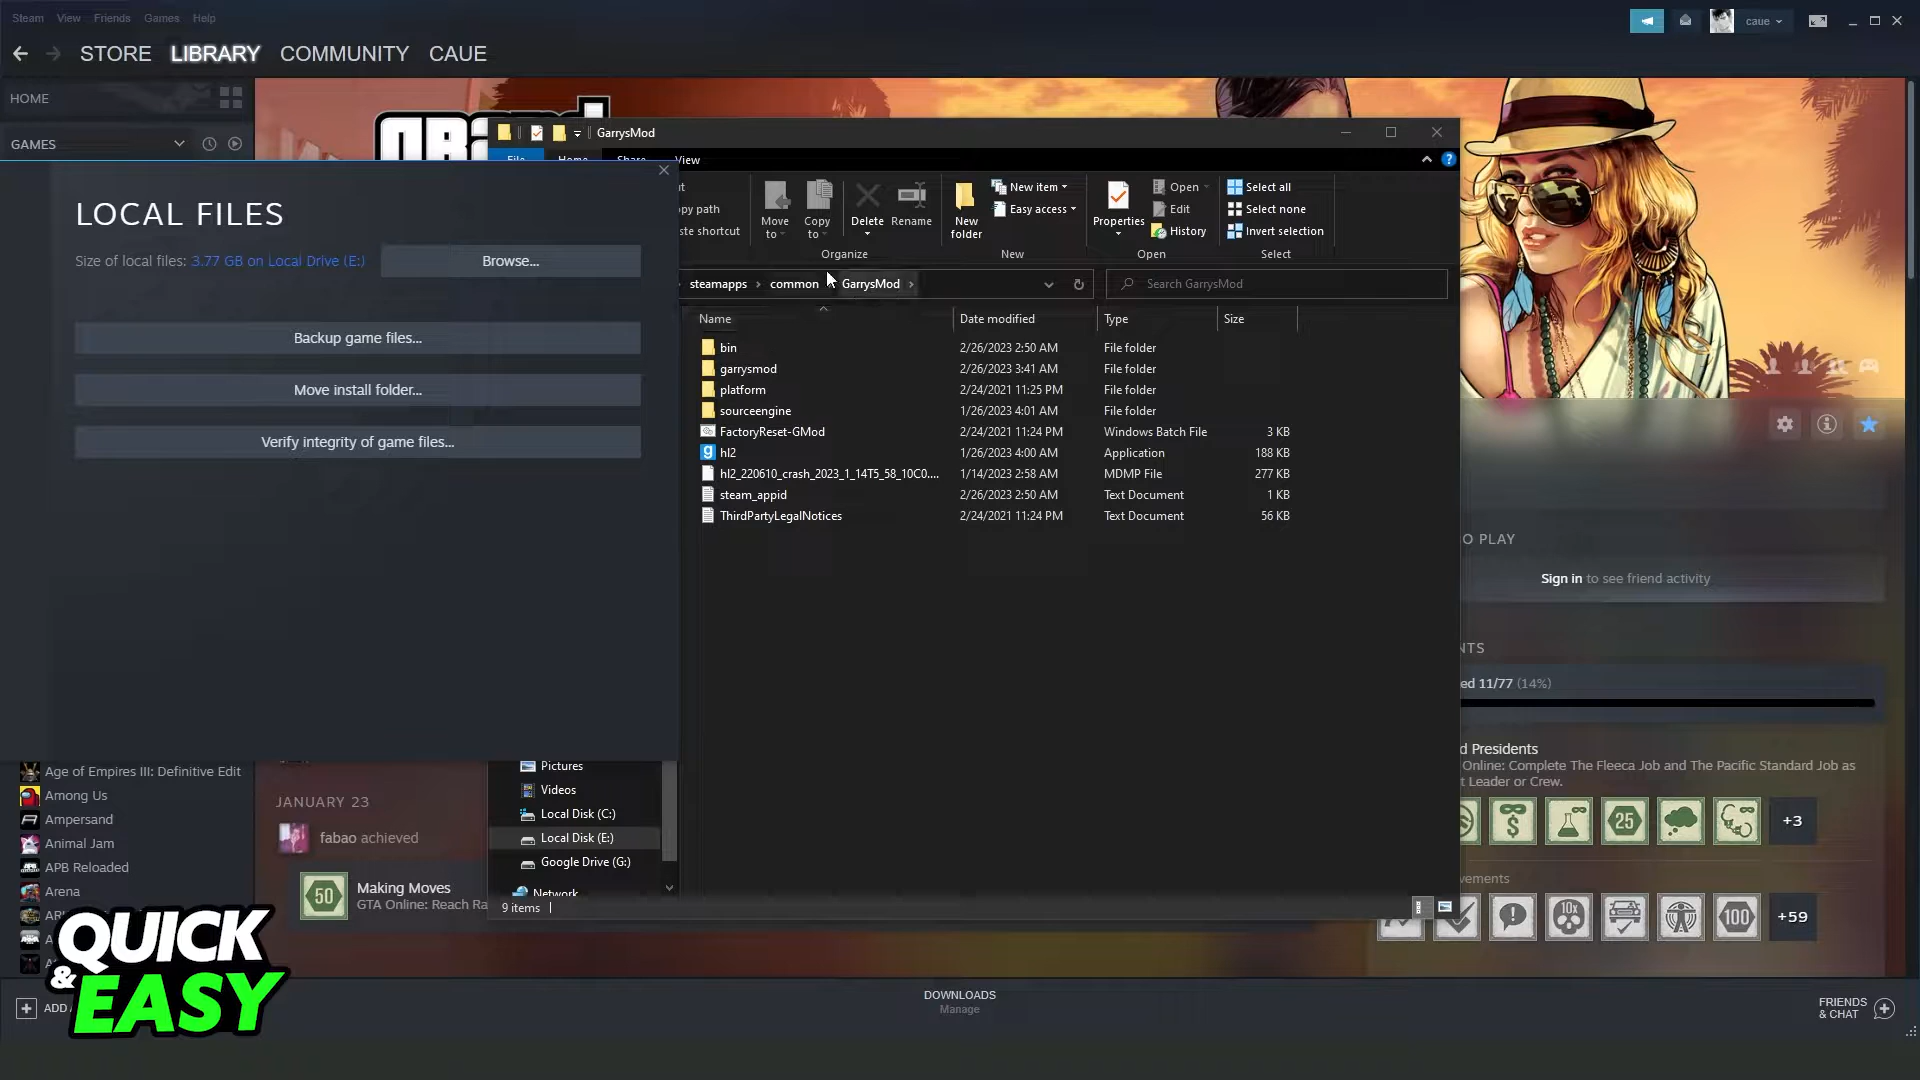 Steam View Friends Games Help
caue
STORE LIBRARY COMMUNITY CAUE
HOME
GAMES
GarrysMod
File Home Share View
LOCAL FILES
Size of local files: 3.77 GB on Local Drive (E:)
Browse...
Backup game files...
Move install folder...
Verify integrity of game files...
Move to
Copy to
Delete
Rename
New folder
New item
Easy access
Properties
Open
Edit
History
Select all
Select none
Invert selection
Organize
New
Open
Select
steamapps › common › GarrysMod ›
Search GarrysMod
Name Date modified Type Size
bin 2/26/2023 2:50 AM File folder
garrysmod 2/26/2023 3:41 AM File folder
platform 2/24/2021 11:25 PM File folder
sourceengine 1/26/2023 4:01 AM File folder
FactoryReset-GMod 2/24/2021 11:24 PM Windows Batch File 3 KB
hl2 1/26/2023 4:00 AM Application 188 KB
hl2_220610_crash_2023_1_14T5_58_10C0.... 1/14/2023 2:58 AM MDMP File 277 KB
steam_appid 2/26/2023 2:50 AM Text Document 1 KB
ThirdPartyLegalNotices 2/24/2021 11:24 PM Text Document 56 KB
O PLAY
Sign in to see friend activity
NTS
ed 11/77 (14%)
d Presidents
Online: Complete The Fleeca Job and The Pacific Standard Job as
t Leader or Crew.
25
+3
vements
10x
100
+59
Age of Empires III: Definitive Edit
Among Us
Ampersand
Animal Jam
APB Reloaded
Arena
JANUARY 23
fabao achieved
50
Making Moves
GTA Online: Reach Ra
Pictures
Videos
Local Disk (C:)
Local Disk (E:)
Google Drive (G:)
Network
9 items
QUICK
& EASY
ADD
DOWNLOADS
Manage
FRIENDS
& CHAT